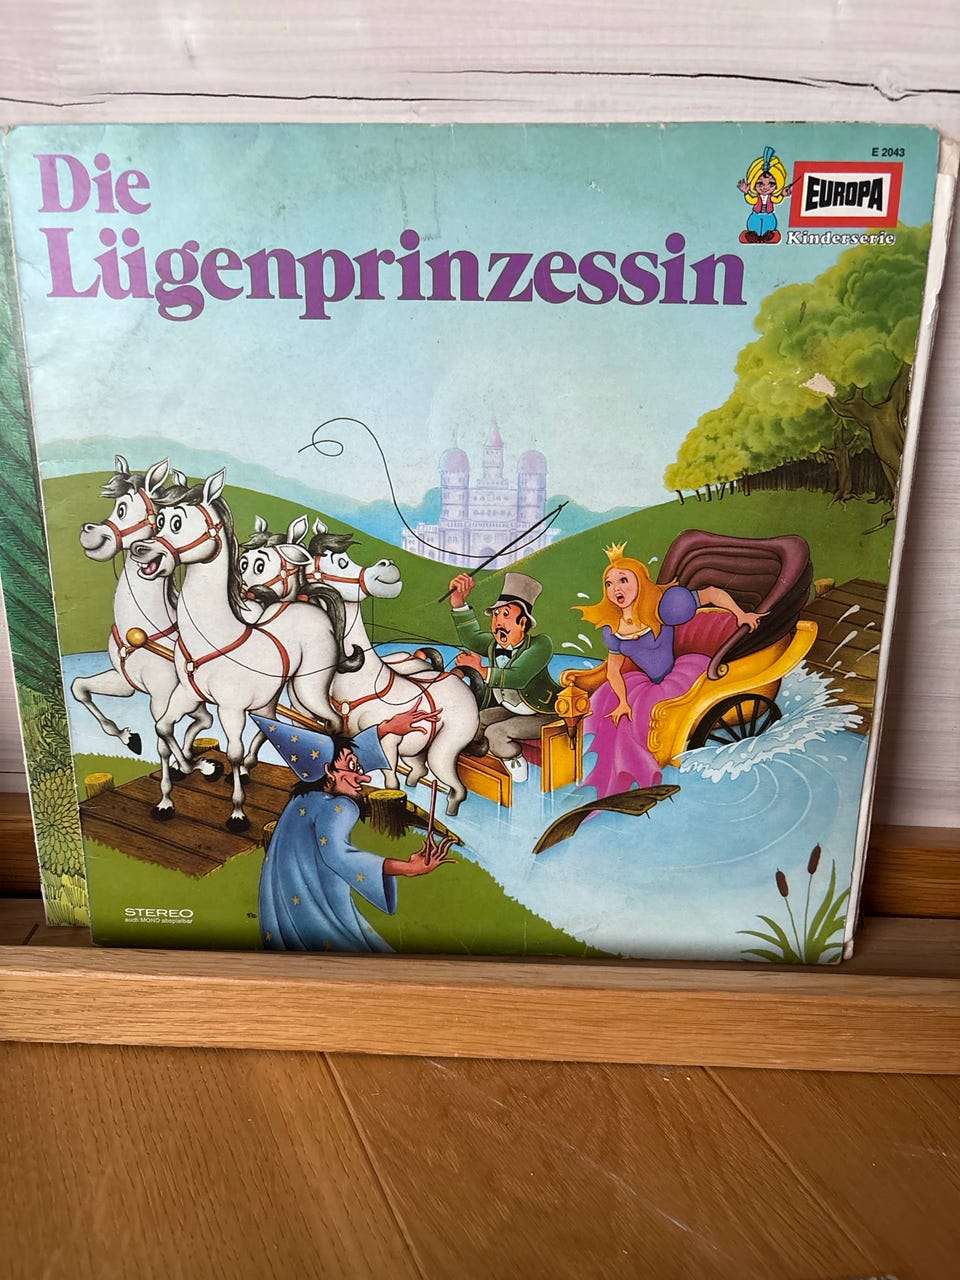 Die
Lügenprinzessin
E 2043
EUROPA
Kinderserie
STEREO
auch MONO abspielbar